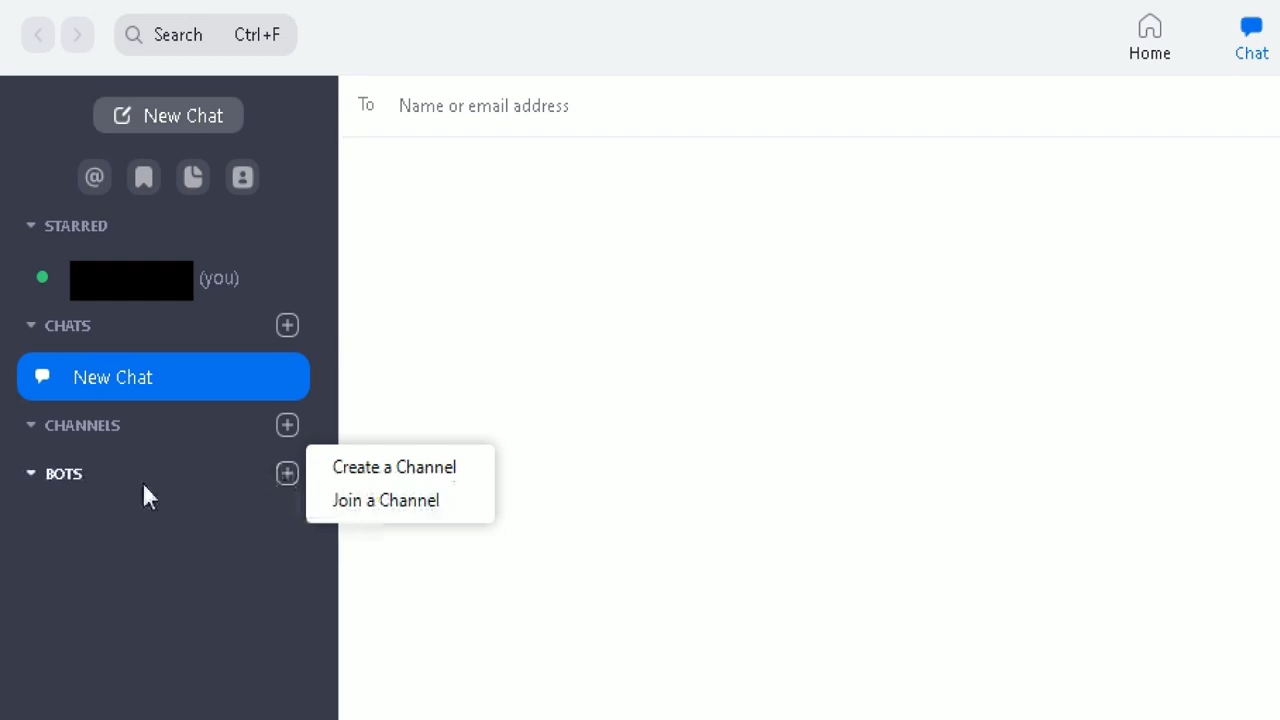 Search Ctrl+F
Home
Chat
New Chat
To Name or email address
@
STARRED
(you)
CHATS
New Chat
CHANNELS
Create a Channel
BOTS
Join a Channel